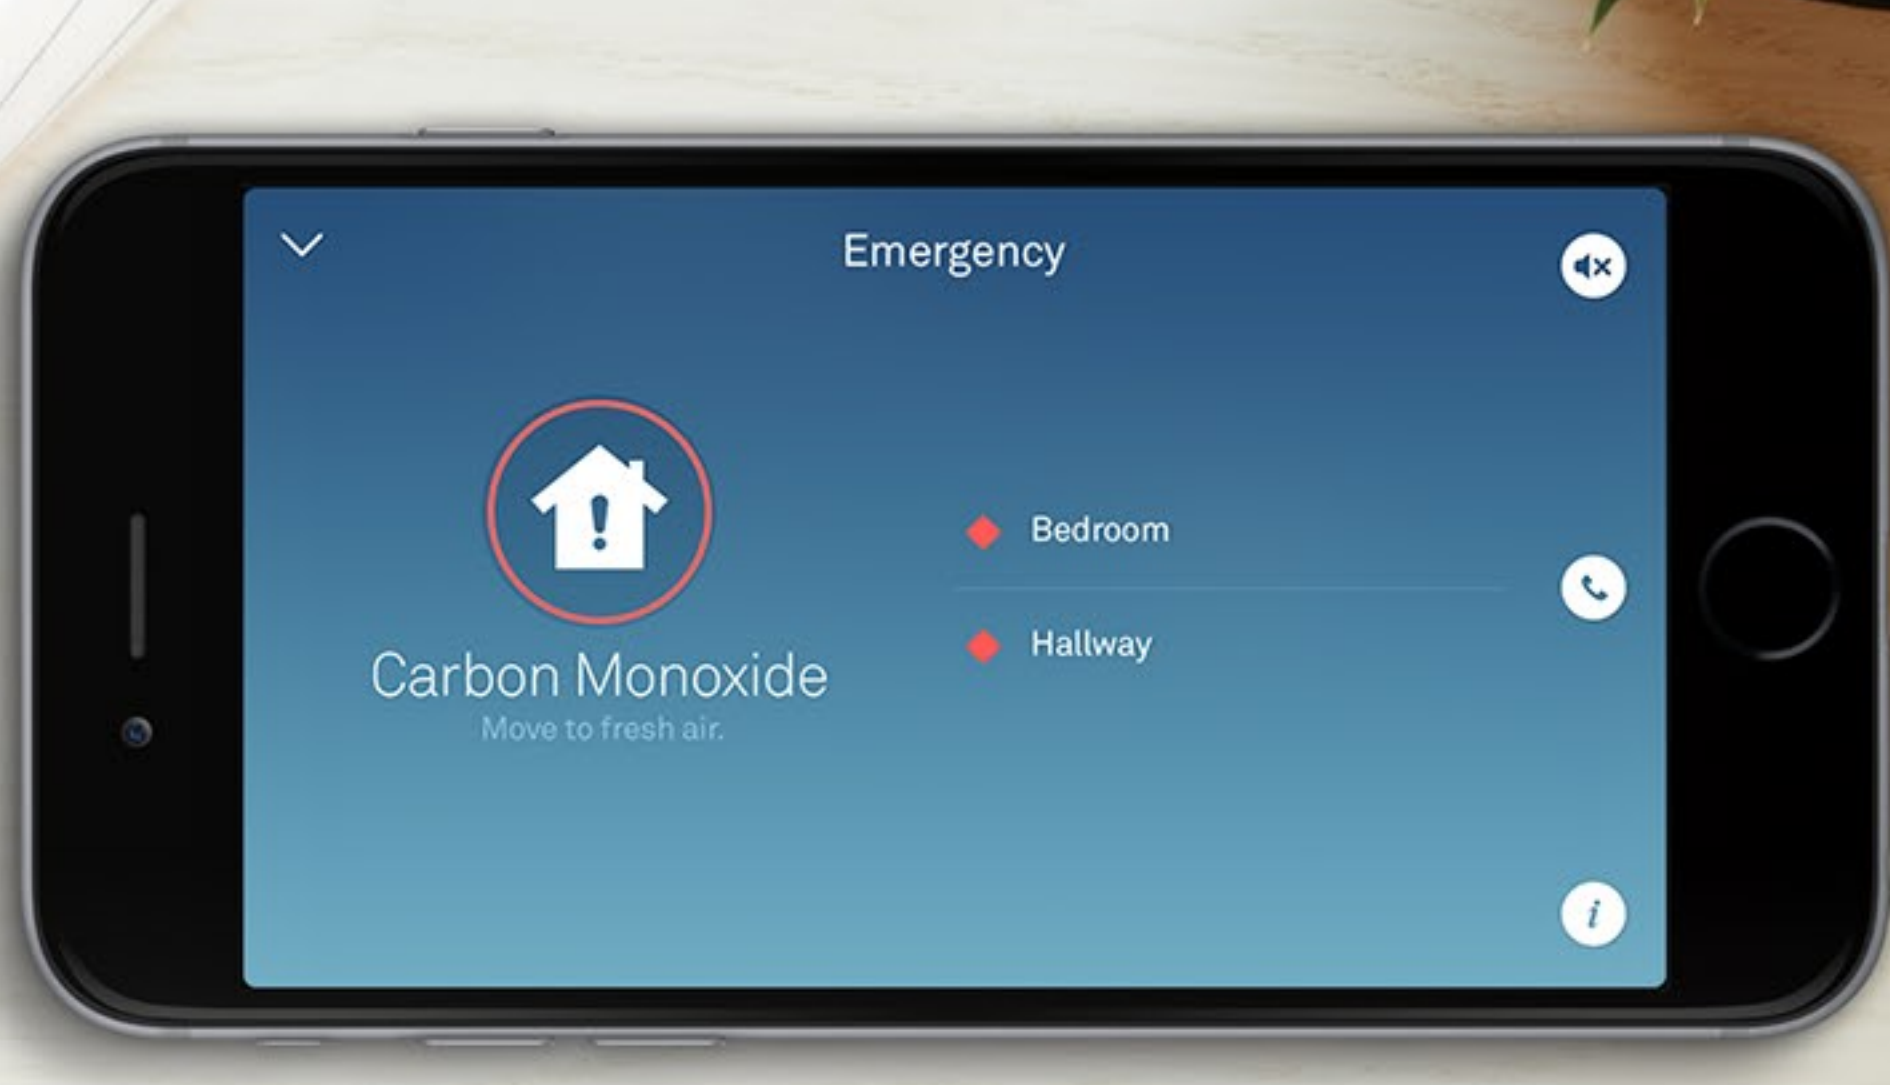 Emergency
Carbon Monoxide
Move to fresh air.
Bedroom
Hallway
i